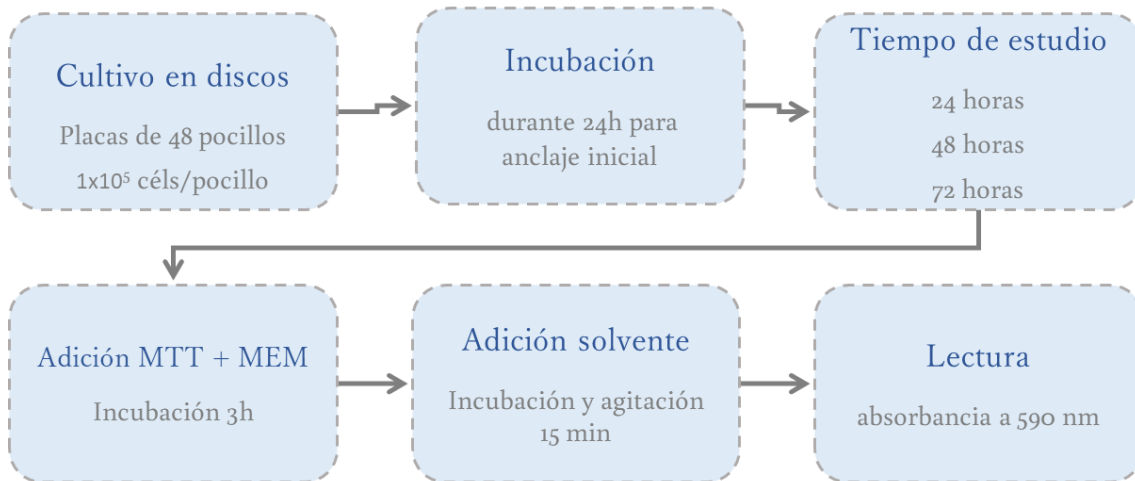 Cultivo en discos
Placas de 48 pocillos
1x10⁵ céls/pocillo
Incubación
durante 24h para
anclaje inicial
Tiempo de estudio
24 horas
48 horas
72 horas
Adición MTT + MEM
Incubación 3h
Adición solvente
Incubación y agitación
15 min
Lectura
absorbancia a 590 nm